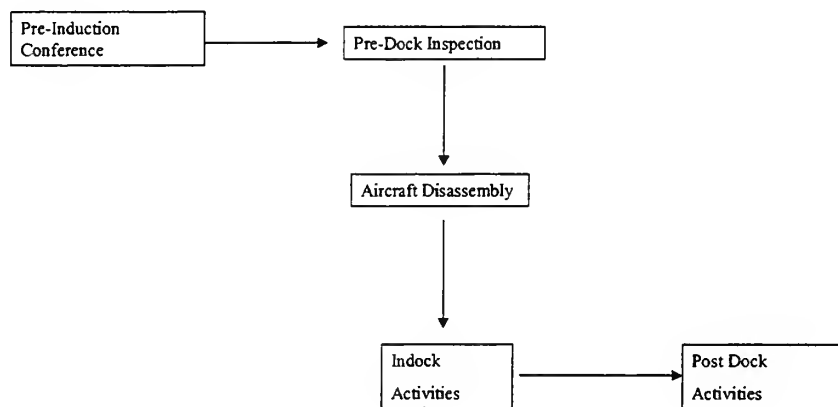 Pre-Induction
Conference
Pre-Dock Inspection
Aircraft Disassembly
Indock
Activities
Post Dock
Activities